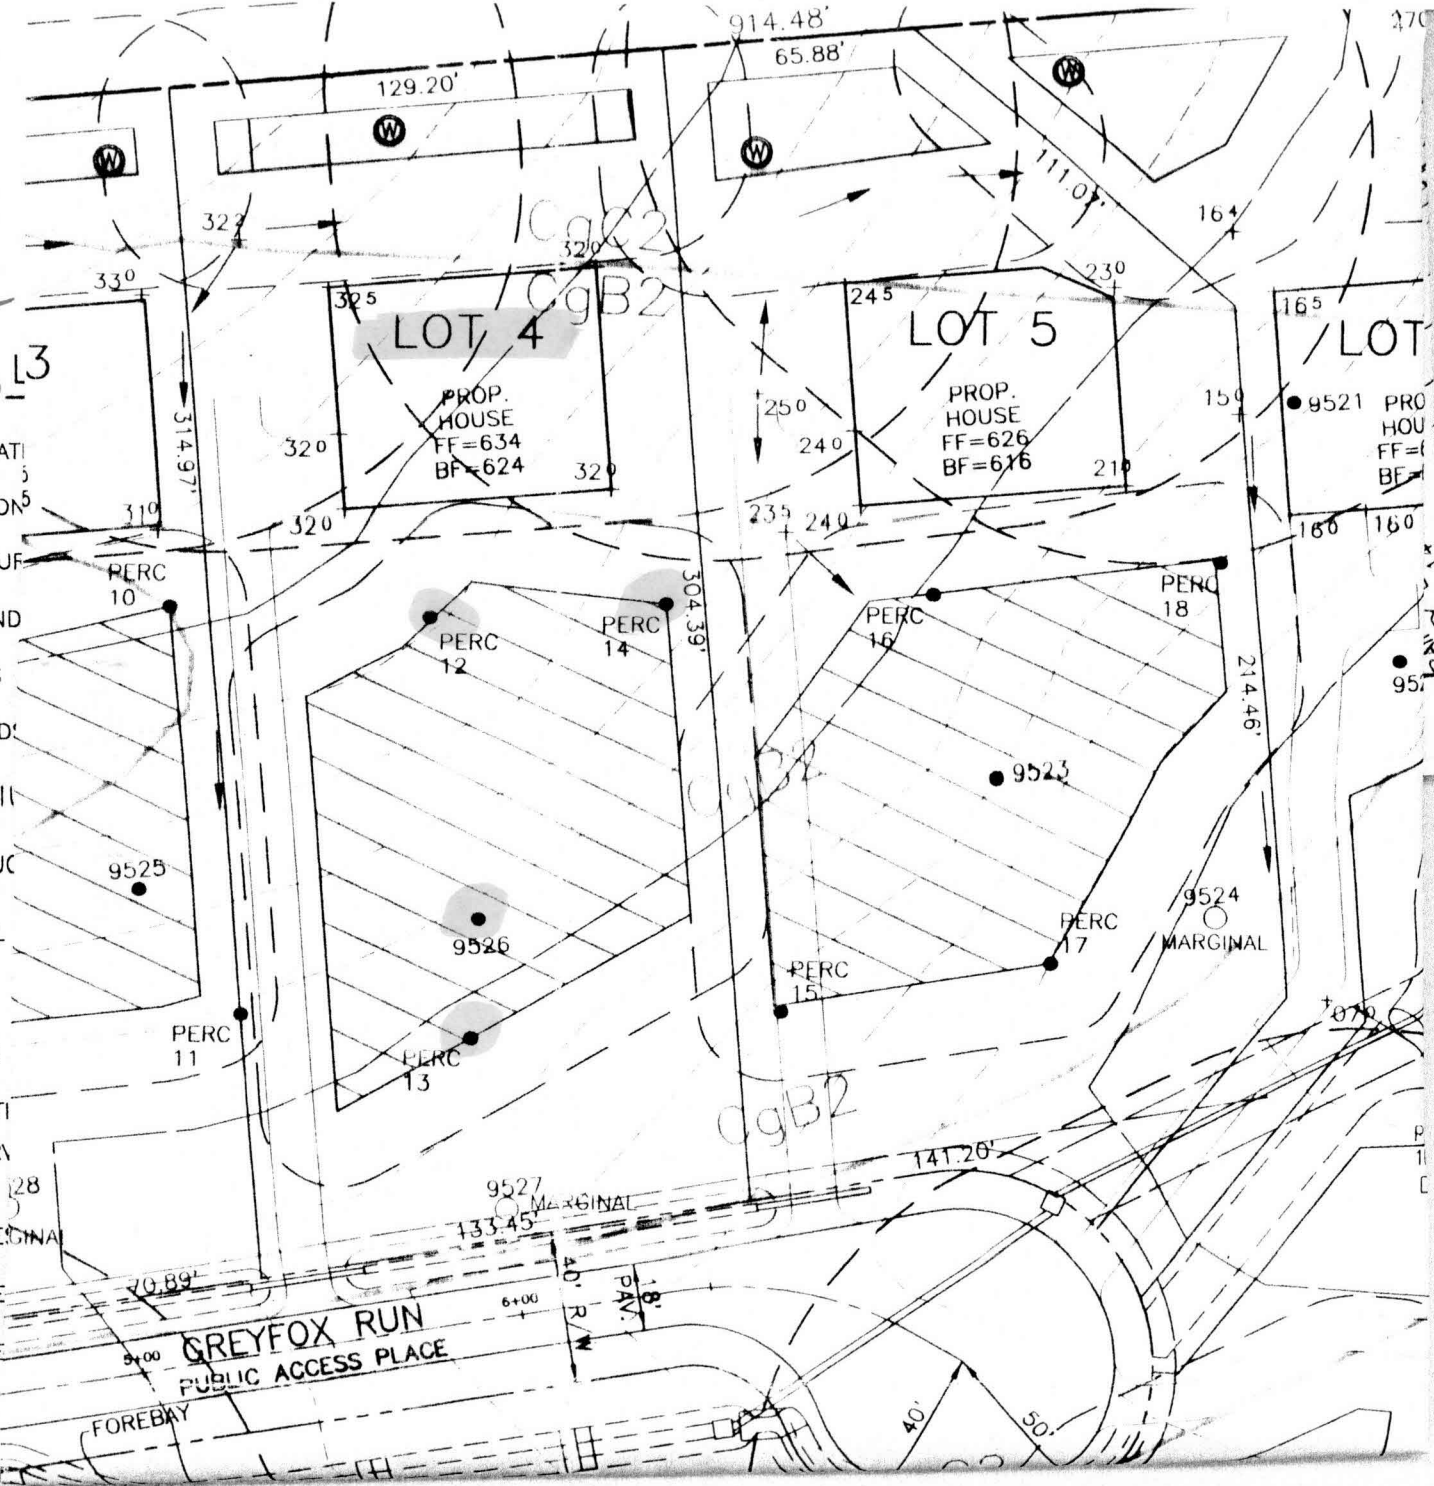 914.48'
65.88'
129.20'
W
W
W
W
111.02'
164
322
CgC2
320
CgB2
330
325
LOT 4
PROP.
HOUSE
FF=634
BF=624
320
320
320
245
230
LOT 5
PROP.
HOUSE
FF=626
BF=616
250
240
235
240
210
165
LOT
150
9521
160
160
L3
314.97'
310
PERC
10
PERC
12
PERC
14
304.39'
PERC
16
PERC
18
214.46'
9523
9525
9526
PERC
11
PERC
13
PERC
15
PERC
17
9524
MARGINAL
070
CgB2
141.20'
9527
MARGINAL
133.45'
70.89'
GREYFOX RUN
PUBLIC ACCESS PLACE
5+00
6+00
40' R/W
18'
PAV.
FOREBAY
40'
50'